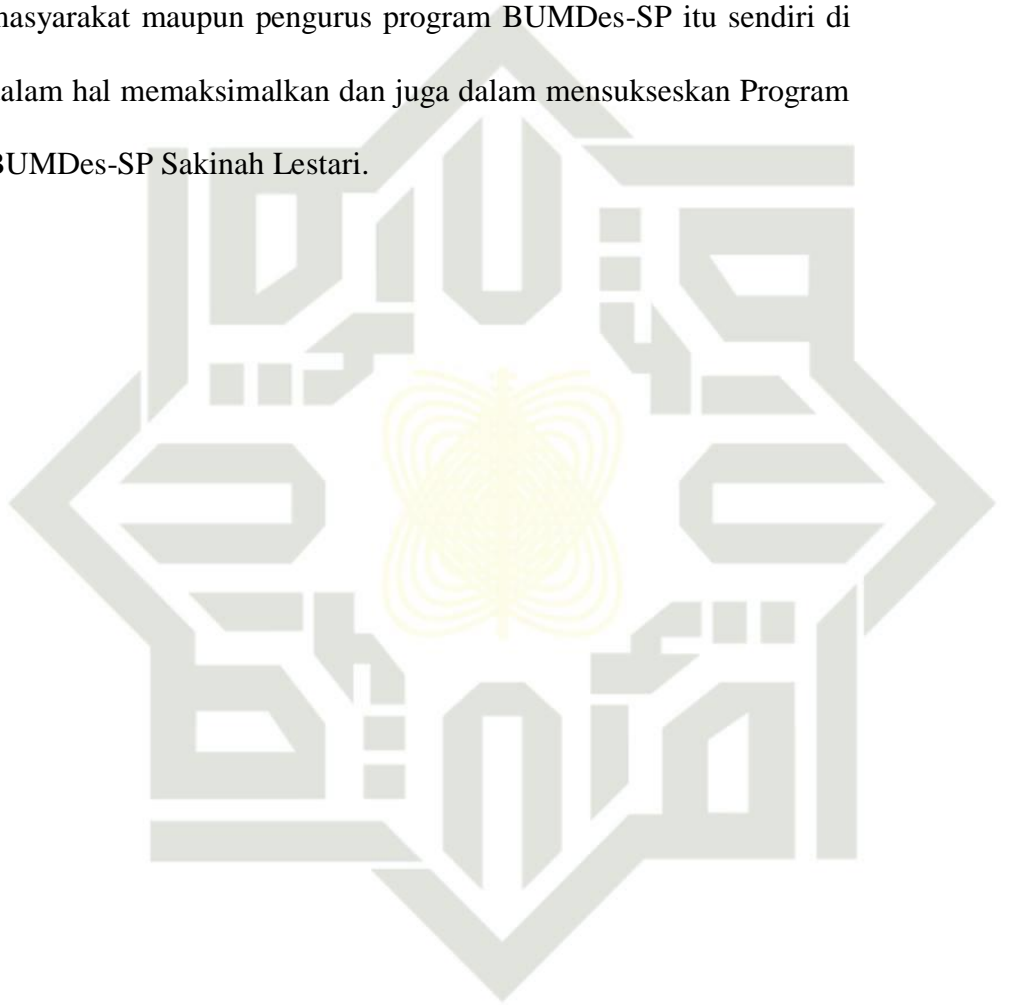 masyarakat maupun pengurus program BUMDes-SP itu sendiri di
dalam hal memaksimalkan dan juga dalam mensukseskan Program
BUMDes-SP Sakinah Lestari.